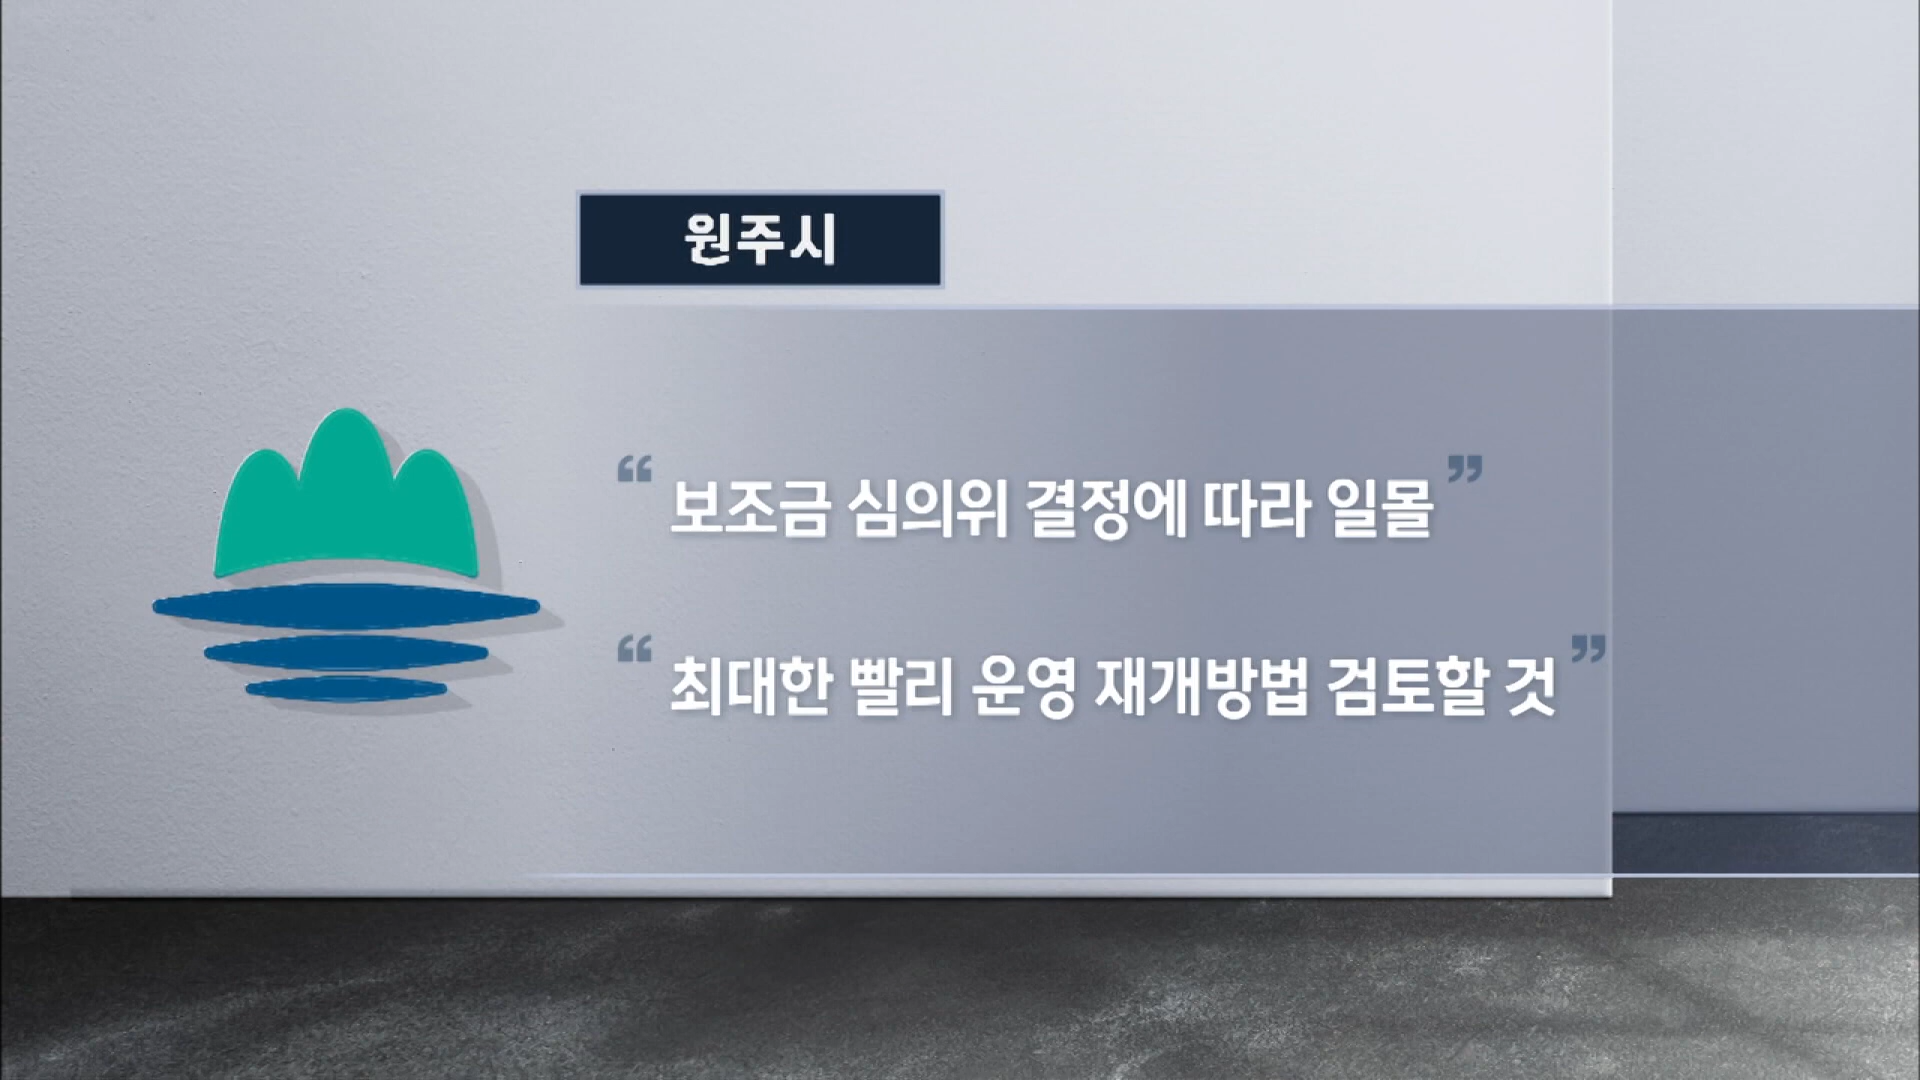 원주시
“ 보조금 심의위 결정에 따라 일몰 ”
“ 최대한 빨리 운영 재개방법 검토할 것 ”